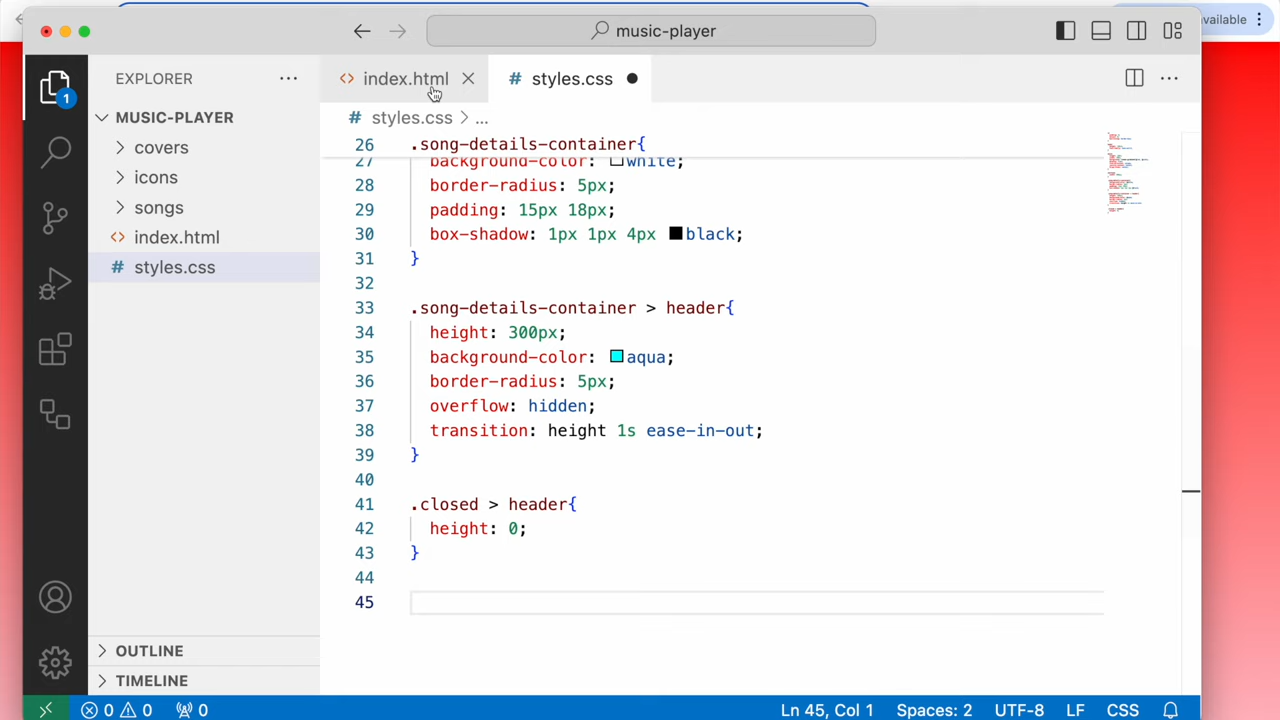 available
music-player
EXPLORER
index.html
styles.css
styles.css > ...
1
MUSIC-PLAYER
covers
icons
songs
index.html
styles.css
26 .song-details-container{
27 background-color: white;
28 border-radius: 5px;
29 padding: 15px 18px;
30 box-shadow: 1px 1px 4px black;
31 }
32
33 .song-details-container > header{
34 height: 300px;
35 background-color: aqua;
36 border-radius: 5px;
37 overflow: hidden;
38 transition: height 1s ease-in-out;
39 }
40
41 .closed > header{
42 height: 0;
43 }
44
45
OUTLINE
TIMELINE
0 0 0 Ln 45, Col 1 Spaces: 2 UTF-8 LF CSS